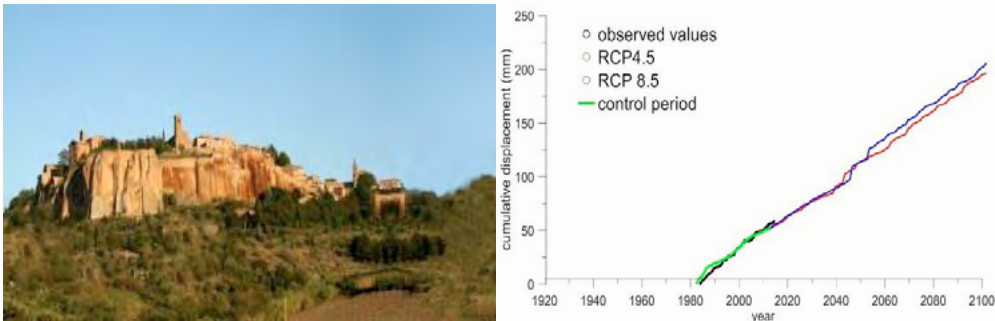 250
200
150
100
50
0
cumulative displacement (mm)
observed values
RCP4.5
RCP 8.5
control period
1920 1940 1960 1980 2000 2020 2040 2060 2080 2100
year